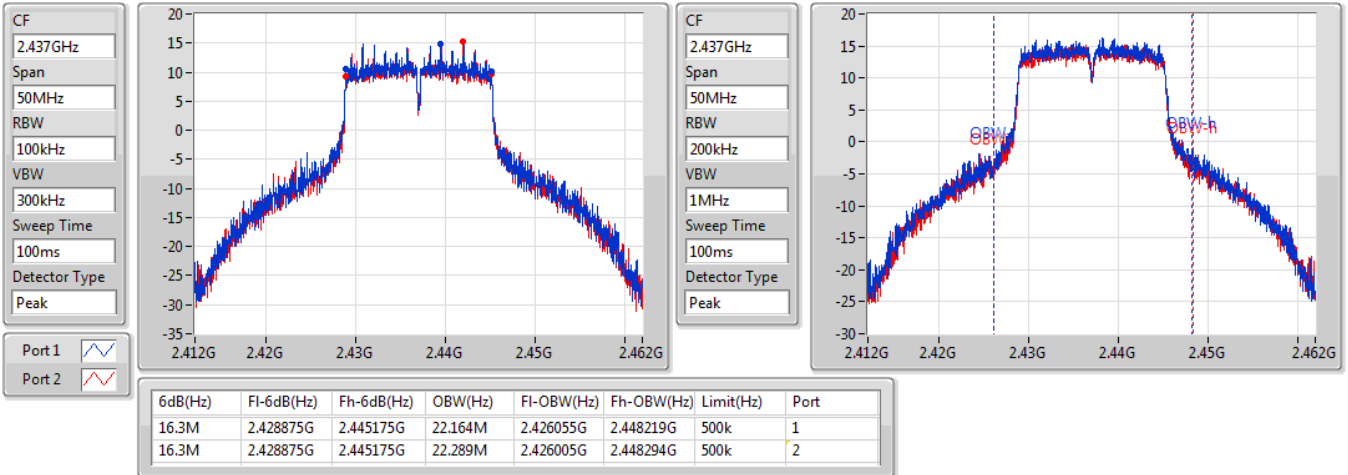 CF
2.437GHz
Span
50MHz
RBW
100kHz
VBW
300kHz
Sweep Time
100ms
Detector Type
Peak
Port 1
Port 2
20
15
10
5
0
-5
-10
-15
-20
-25
-30
-35
2.412G 2.42G 2.43G 2.44G 2.45G 2.462G
CF
2.437GHz
Span
50MHz
RBW
200kHz
VBW
1MHz
Sweep Time
100ms
Detector Type
Peak
20
15
10
5
0
-5
-10
-15
-20
-25
-30
OBW
OBW
OBW-h
OBW-h
2.412G 2.42G 2.43G 2.44G 2.45G 2.462G
6dB(Hz) Fl-6dB(Hz) Fh-6dB(Hz) OBW(Hz) Fl-OBW(Hz) Fh-OBW(Hz) Limit(Hz) Port
16.3M 2.428875G 2.445175G 22.164M 2.426055G 2.448219G 500k 1
16.3M 2.428875G 2.445175G 22.289M 2.426005G 2.448294G 500k 2